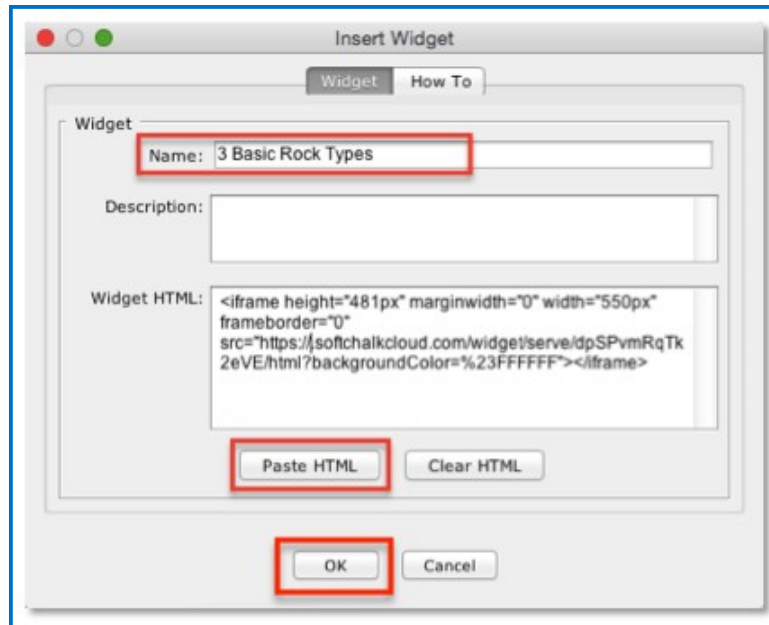 Insert Widget
Widget How To
Widget
Name: 3 Basic Rock Types
Description:
Widget HTML: <iframe height="481px" marginwidth="0" width="550px"
frameborder="0"
src="https://.softchalkcloud.com/widget/serve/dpSPvmRqTk
2eVE/html?backgroundColor=%23FFFFFF"></iframe>
Paste HTML Clear HTML
OK Cancel